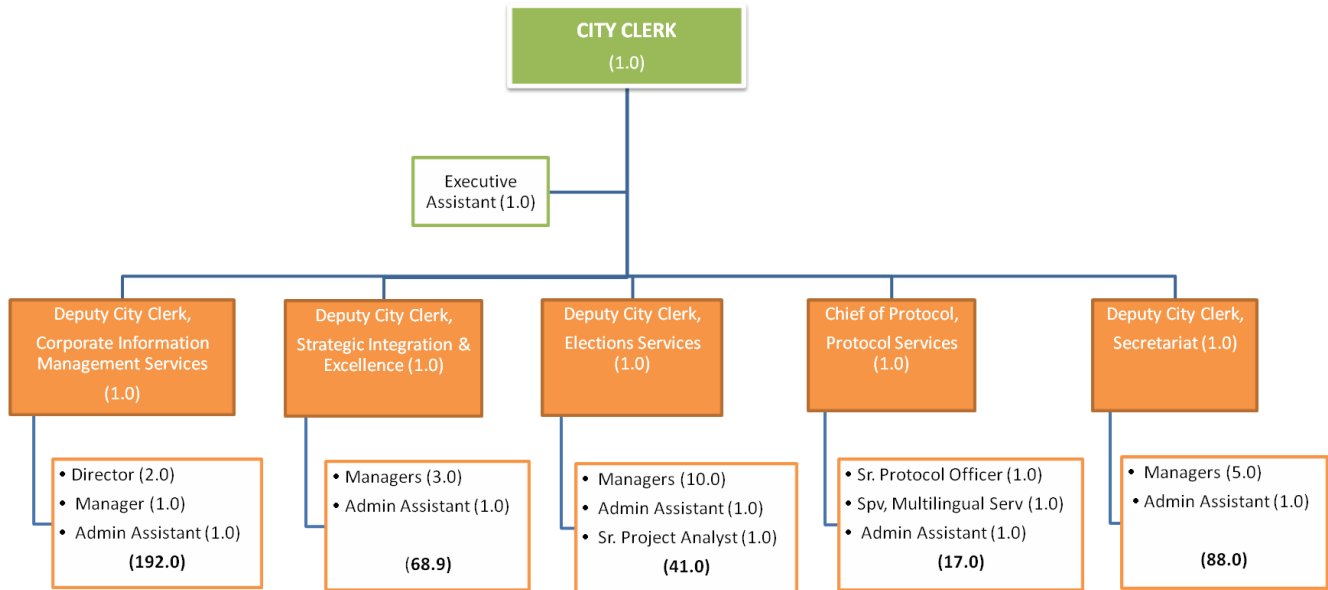 CITY CLERK
(1.0)
Executive
Assistant (1.0)
Deputy City Clerk,
Corporate Information
Management Services
(1.0)
Deputy City Clerk,
Strategic Integration &
Excellence (1.0)
Deputy City Clerk,
Elections Services
(1.0)
Chief of Protocol,
Protocol Services
(1.0)
Deputy City Clerk,
Secretariat (1.0)
• Director (2.0)
• Manager (1.0)
• Admin Assistant (1.0)
(192.0)
• Managers (3.0)
• Admin Assistant (1.0)
(68.9)
• Managers (10.0)
• Admin Assistant (1.0)
• Sr. Project Analyst (1.0)
(41.0)
• Sr. Protocol Officer (1.0)
• Spv, Multilingual Serv (1.0)
• Admin Assistant (1.0)
(17.0)
• Managers (5.0)
• Admin Assistant (1.0)
(88.0)